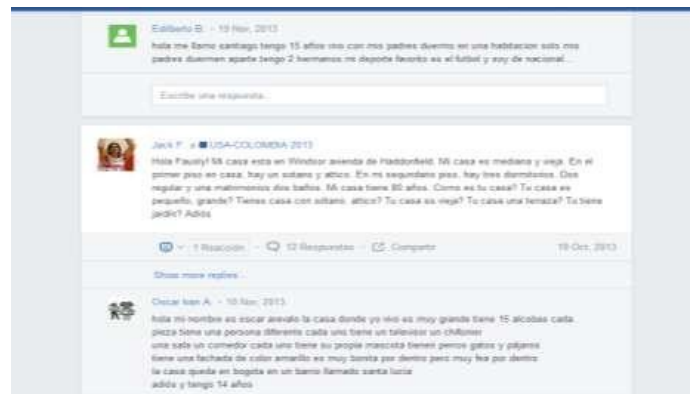 Edilberto B. - 19 Nov, 2013
hola me llamo santiago tengo 15 años vivo con mis padres duermo en una habitacion solo mis
padres duermen aparte tengo 2 hermanos mi deporte favorito es el futbol y soy de nacional...
Escribe una respuesta...
Jack F. a USA-COLOMBIA-2013
Hola Fausty! Mi casa esta en Windsor avienda de Haddonfield. Mi casa es mediana y vieja. En el
primer piso en casa, hay un sotano y attico. En mi segundano piso, hay tres dormitorios. Dos
regular y una matrimonios dos baños. Mi casa tiene 80 años. Como es tu casa? Tu casa es
pequeño, grande? Tienes casa con sótano, attico? Tu casa es vieja? Tu casa una terraza? Tu tiene
jardin? Adiós
1 Reacción - 12 Respuestas - Compartir 18 Oct, 2013
Show more replies...
Oscar Ivan A. - 10 Nov, 2013
hola mi nombre es oscar arevalo la casa donde yo vivo es muy grande tiene 15 alcobas cada
pieza tiene una persona diferente cada uno tiene un televisor un chifonier
una sala un comedor cada uno tiene su propia mascota tienen perros gatos y pájaros
tiene una fachada de color amarillo es muy bonita por dentro pero muy fea por dentro
la casa queda en bogota en un barrio llamado santa lucia
adiós y tengo 14 años